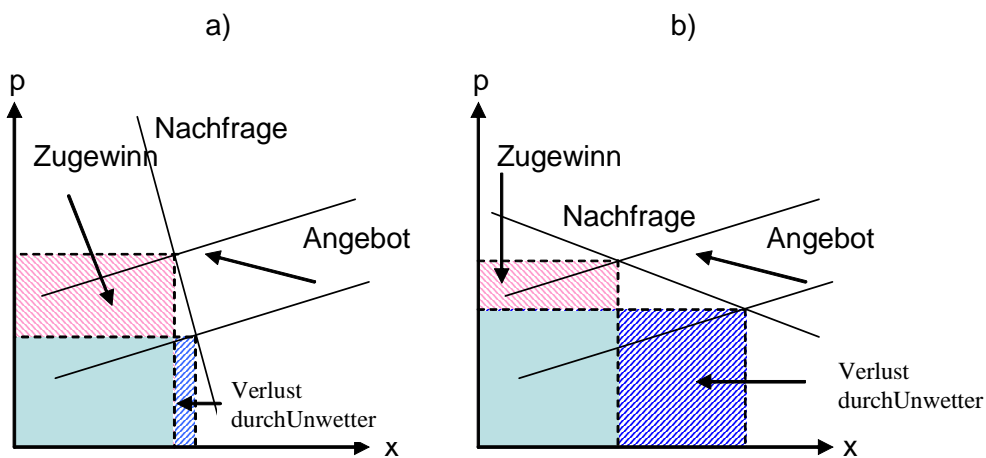 a)
p
Nachfrage
Zugewinn
Angebot
Verlust
durchUnwetter
x
b)
p
Zugewinn
Nachfrage
Angebot
Verlust
durchUnwetter
x